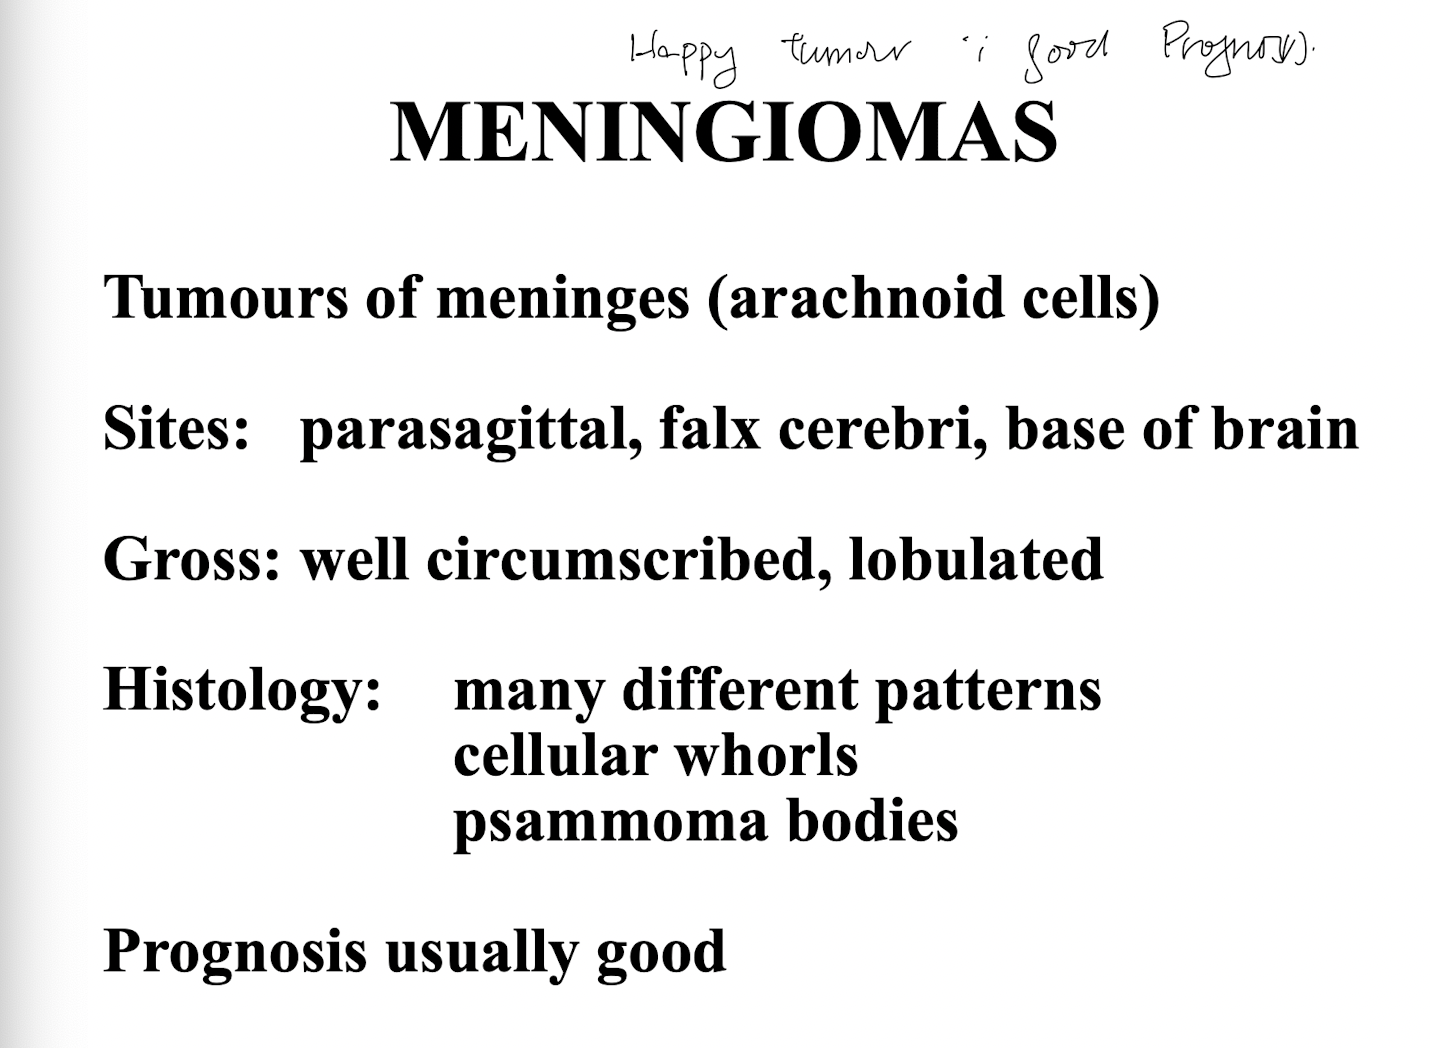 Happy tumour i good Prognosis.
MENINGIOMAS
Tumours of meninges (arachnoid cells)
Sites: parasagittal, falx cerebri, base of brain
Gross: well circumscribed, lobulated
Histology: many different patterns
cellular whorls
psammoma bodies
Prognosis usually good